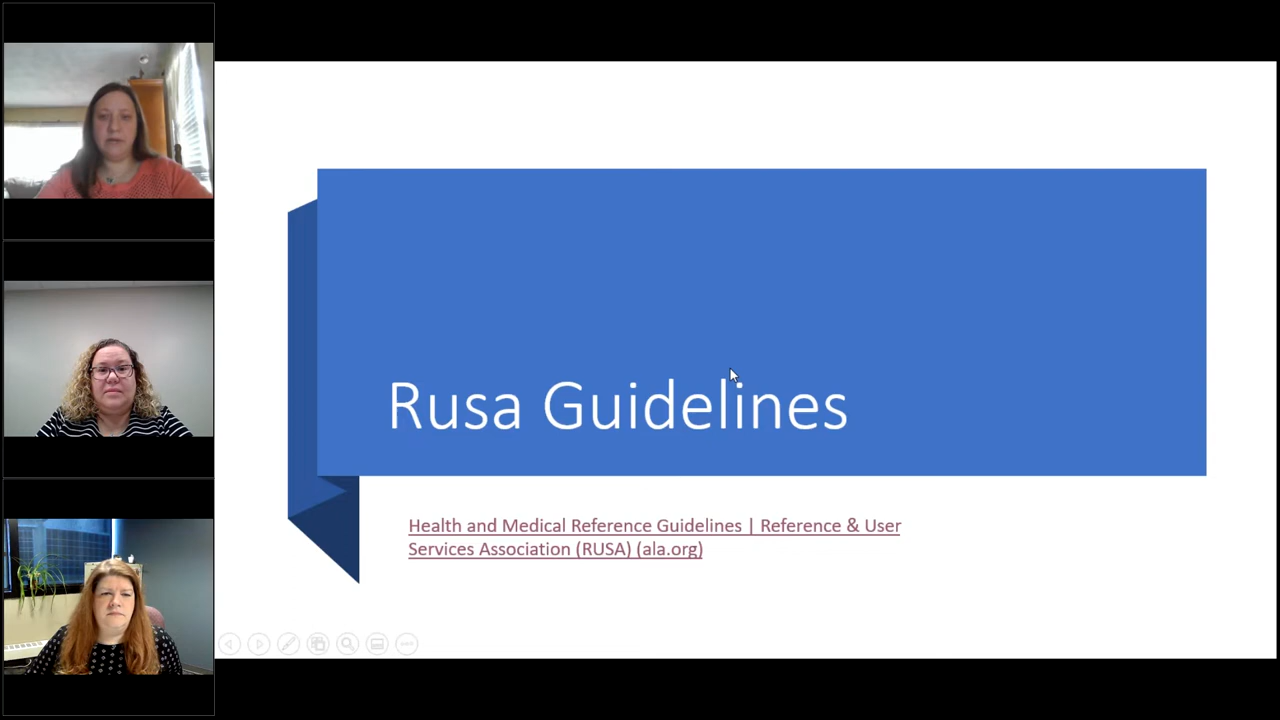 Rusa Guidelines
Health and Medical Reference Guidelines | Reference & User
Services Association (RUSA) (ala.org)